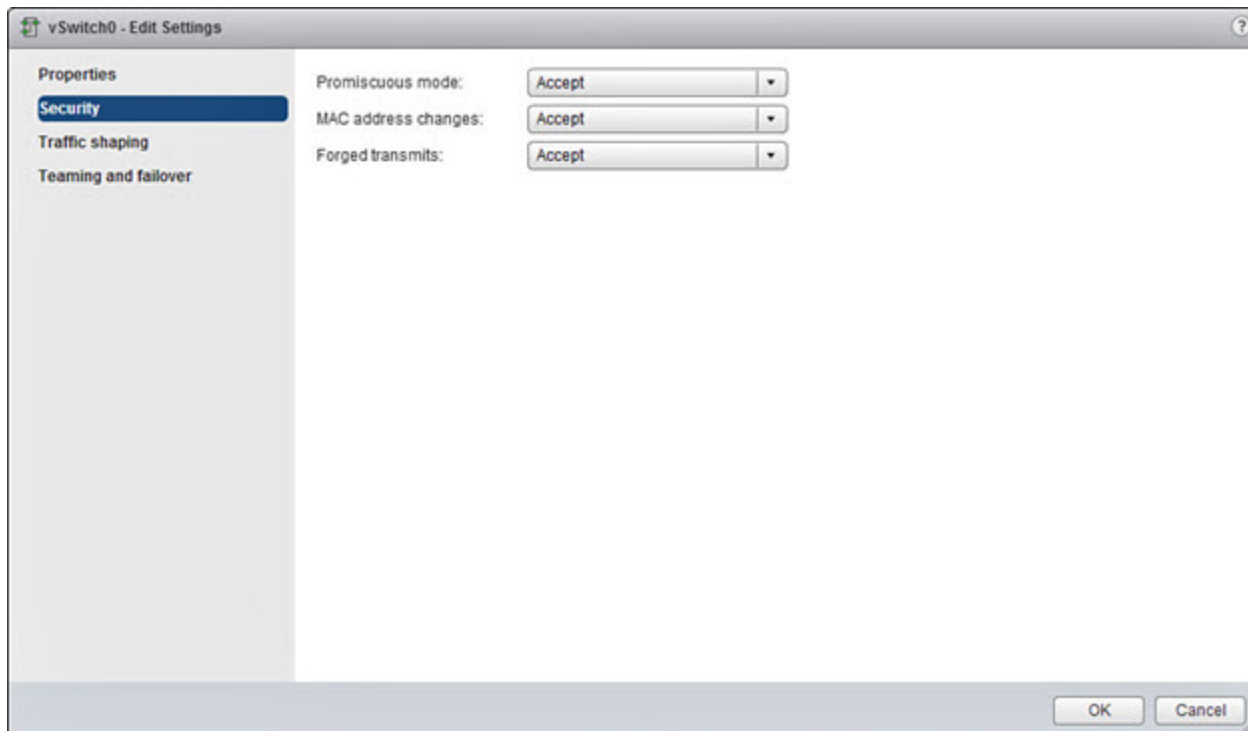 vSwitch0 - Edit Settings
?
Properties
Security
Traffic shaping
Teaming and failover
Promiscuous mode: Accept
MAC address changes: Accept
Forged transmits: Accept
OK Cancel